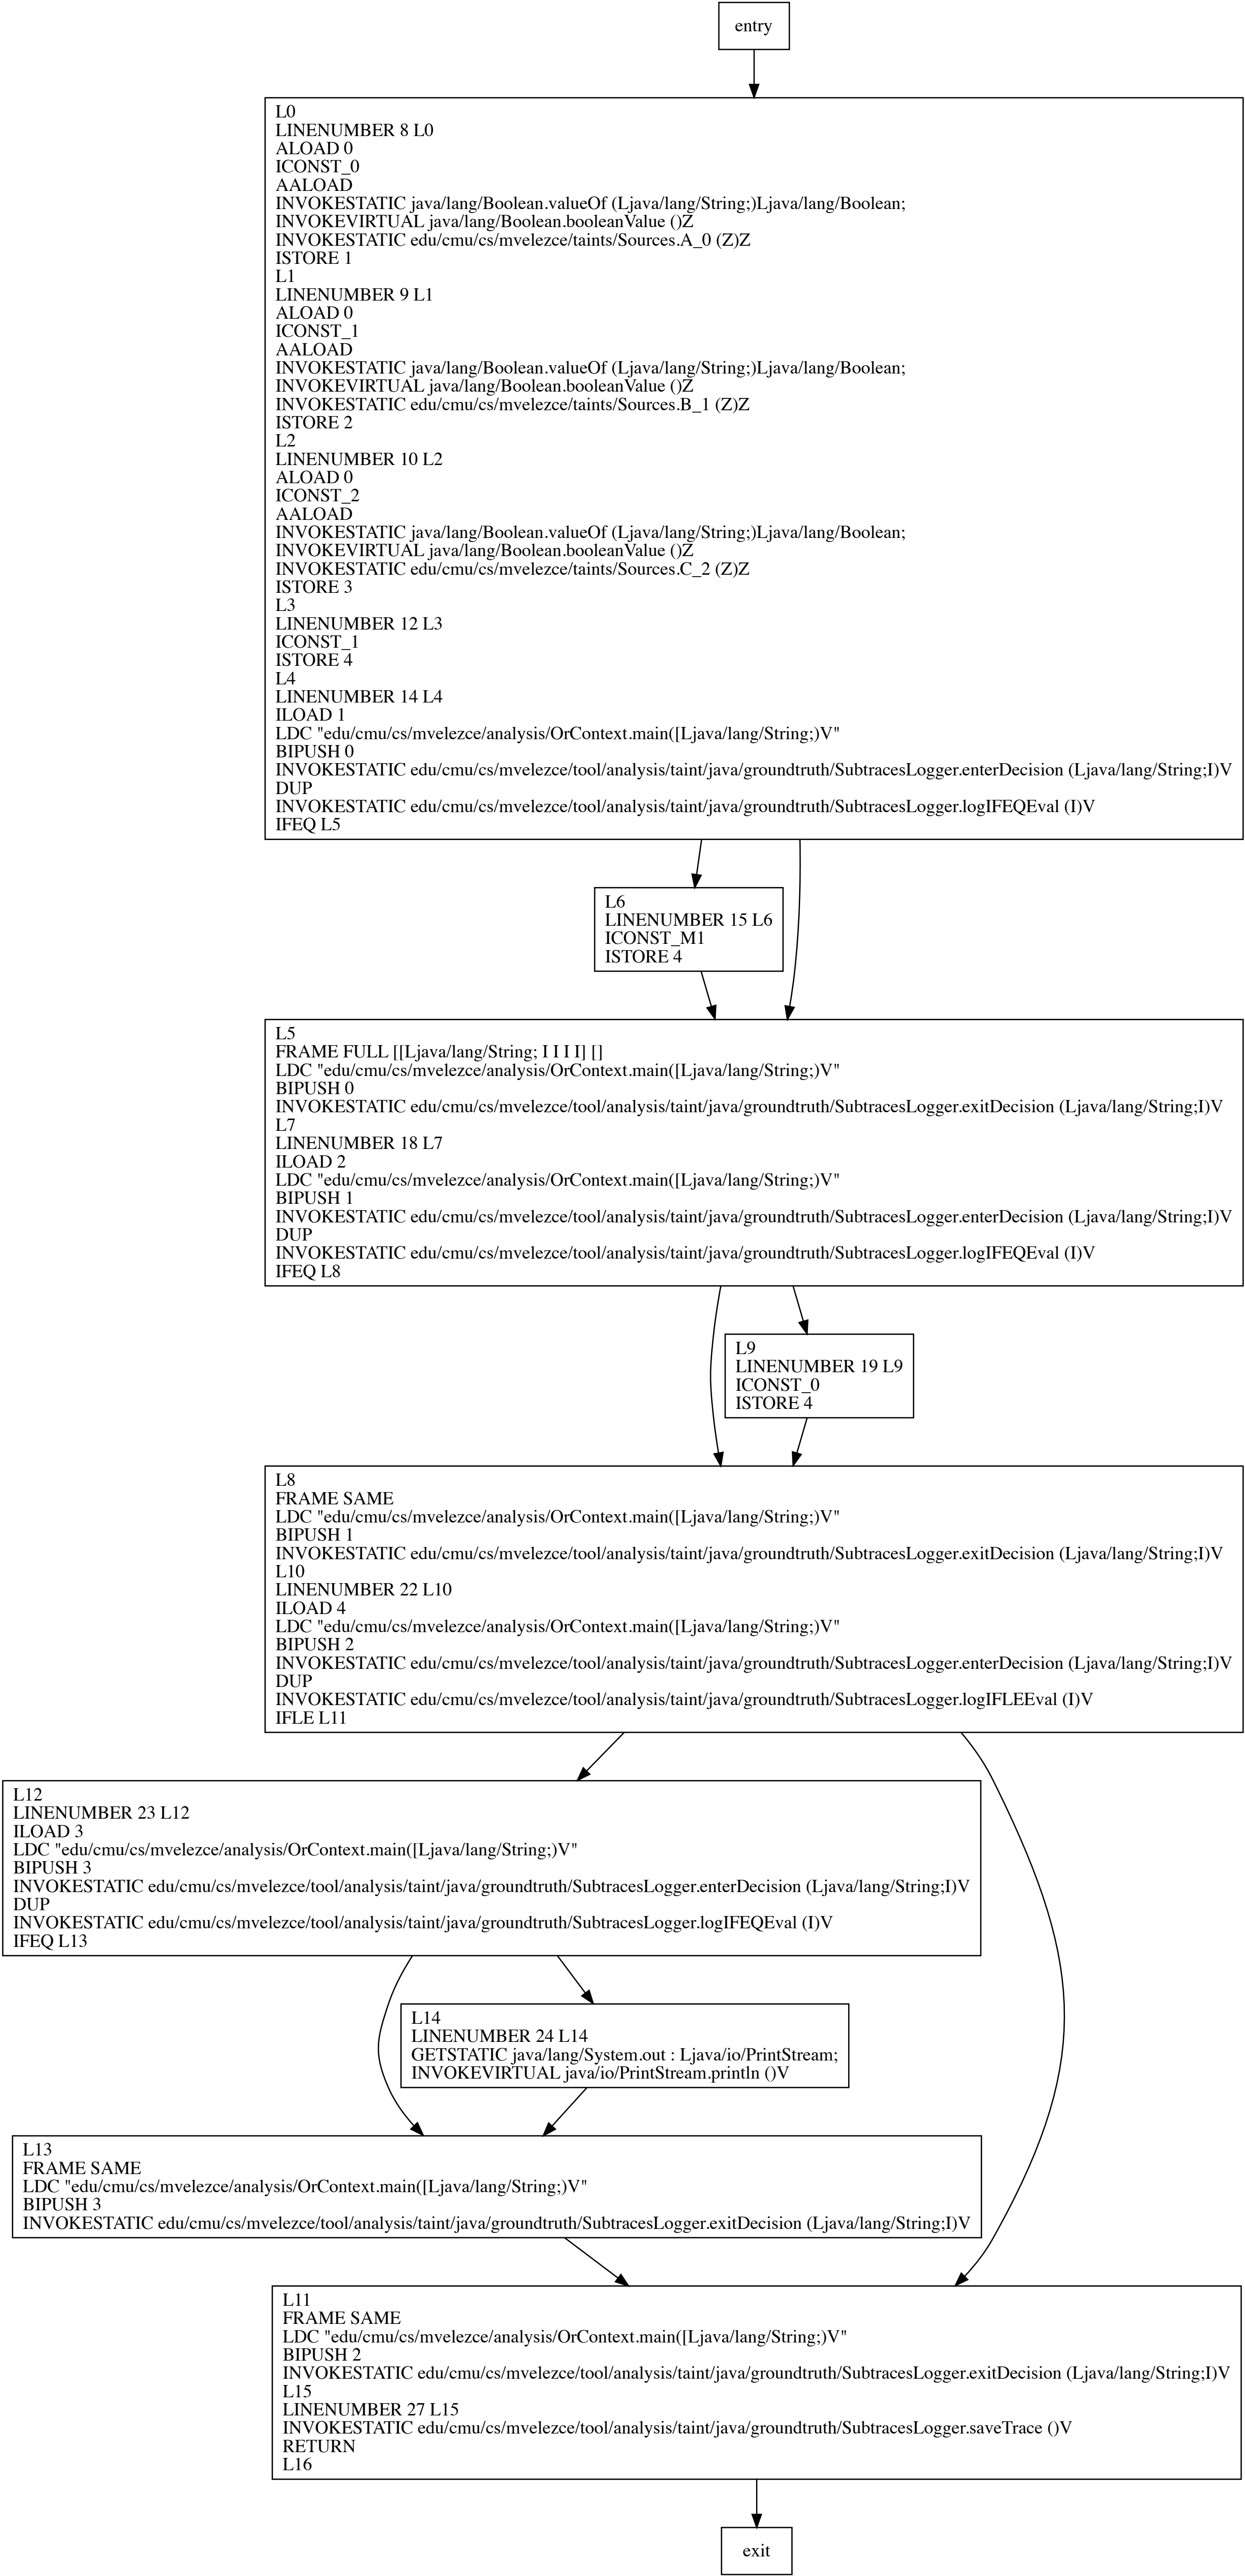 entry
L0
LINENUMBER 8 L0
ALOAD 0
ICONST_0
AALOAD
INVOKESTATIC java/lang/Boolean.valueOf (Ljava/lang/String;)Ljava/lang/Boolean;
INVOKEVIRTUAL java/lang/Boolean.booleanValue ()Z
INVOKESTATIC edu/cmu/cs/mvelezce/taints/Sources.A_0 (Z)Z
ISTORE 1
L1
LINENUMBER 9 L1
ALOAD 0
ICONST_1
AALOAD
INVOKESTATIC java/lang/Boolean.valueOf (Ljava/lang/String;)Ljava/lang/Boolean;
INVOKEVIRTUAL java/lang/Boolean.booleanValue ()Z
INVOKESTATIC edu/cmu/cs/mvelezce/taints/Sources.B_1 (Z)Z
ISTORE 2
L2
LINENUMBER 10 L2
ALOAD 0
ICONST_2
AALOAD
INVOKESTATIC java/lang/Boolean.valueOf (Ljava/lang/String;)Ljava/lang/Boolean;
INVOKEVIRTUAL java/lang/Boolean.booleanValue ()Z
INVOKESTATIC edu/cmu/cs/mvelezce/taints/Sources.C_2 (Z)Z
ISTORE 3
L3
LINENUMBER 12 L3
ICONST_1
ISTORE 4
L4
LINENUMBER 14 L4
ILOAD 1
LDC "edu/cmu/cs/mvelezce/analysis/OrContext.main([Ljava/lang/String;)V"
BIPUSH 0
INVOKESTATIC edu/cmu/cs/mvelezce/tool/analysis/taint/java/groundtruth/SubtracesLogger.enterDecision (Ljava/lang/String;I)V
DUP
INVOKESTATIC edu/cmu/cs/mvelezce/tool/analysis/taint/java/groundtruth/SubtracesLogger.logIFEQEval (I)V
IFEQ L5
L6
LINENUMBER 15 L6
ICONST_M1
ISTORE 4
L5
FRAME FULL [[Ljava/lang/String; I I I I] []
LDC "edu/cmu/cs/mvelezce/analysis/OrContext.main([Ljava/lang/String;)V"
BIPUSH 0
INVOKESTATIC edu/cmu/cs/mvelezce/tool/analysis/taint/java/groundtruth/SubtracesLogger.exitDecision (Ljava/lang/String;I)V
L7
LINENUMBER 18 L7
ILOAD 2
LDC "edu/cmu/cs/mvelezce/analysis/OrContext.main([Ljava/lang/String;)V"
BIPUSH 1
INVOKESTATIC edu/cmu/cs/mvelezce/tool/analysis/taint/java/groundtruth/SubtracesLogger.enterDecision (Ljava/lang/String;I)V
DUP
INVOKESTATIC edu/cmu/cs/mvelezce/tool/analysis/taint/java/groundtruth/SubtracesLogger.logIFEQEval (I)V
IFEQ L8
L9
LINENUMBER 19 L9
ICONST_0
ISTORE 4
L8
FRAME SAME
LDC "edu/cmu/cs/mvelezce/analysis/OrContext.main([Ljava/lang/String;)V"
BIPUSH 1
INVOKESTATIC edu/cmu/cs/mvelezce/tool/analysis/taint/java/groundtruth/SubtracesLogger.exitDecision (Ljava/lang/String;I)V
L10
LINENUMBER 22 L10
ILOAD 4
LDC "edu/cmu/cs/mvelezce/analysis/OrContext.main([Ljava/lang/String;)V"
BIPUSH 2
INVOKESTATIC edu/cmu/cs/mvelezce/tool/analysis/taint/java/groundtruth/SubtracesLogger.enterDecision (Ljava/lang/String;I)V
DUP
INVOKESTATIC edu/cmu/cs/mvelezce/tool/analysis/taint/java/groundtruth/SubtracesLogger.logIFLEEval (I)V
IFLE L11
L12
LINENUMBER 23 L12
ILOAD 3
LDC "edu/cmu/cs/mvelezce/analysis/OrContext.main([Ljava/lang/String;)V"
BIPUSH 3
INVOKESTATIC edu/cmu/cs/mvelezce/tool/analysis/taint/java/groundtruth/SubtracesLogger.enterDecision (Ljava/lang/String;I)V
DUP
INVOKESTATIC edu/cmu/cs/mvelezce/tool/analysis/taint/java/groundtruth/SubtracesLogger.logIFEQEval (I)V
IFEQ L13
L14
LINENUMBER 24 L14
GETSTATIC java/lang/System.out : Ljava/io/PrintStream;
INVOKEVIRTUAL java/io/PrintStream.println ()V
L13
FRAME SAME
LDC "edu/cmu/cs/mvelezce/analysis/OrContext.main([Ljava/lang/String;)V"
BIPUSH 3
INVOKESTATIC edu/cmu/cs/mvelezce/tool/analysis/taint/java/groundtruth/SubtracesLogger.exitDecision (Ljava/lang/String;I)V
L11
FRAME SAME
LDC "edu/cmu/cs/mvelezce/analysis/OrContext.main([Ljava/lang/String;)V"
BIPUSH 2
INVOKESTATIC edu/cmu/cs/mvelezce/tool/analysis/taint/java/groundtruth/SubtracesLogger.exitDecision (Ljava/lang/String;I)V
L15
LINENUMBER 27 L15
INVOKESTATIC edu/cmu/cs/mvelezce/tool/analysis/taint/java/groundtruth/SubtracesLogger.saveTrace ()V
RETURN
L16
exit